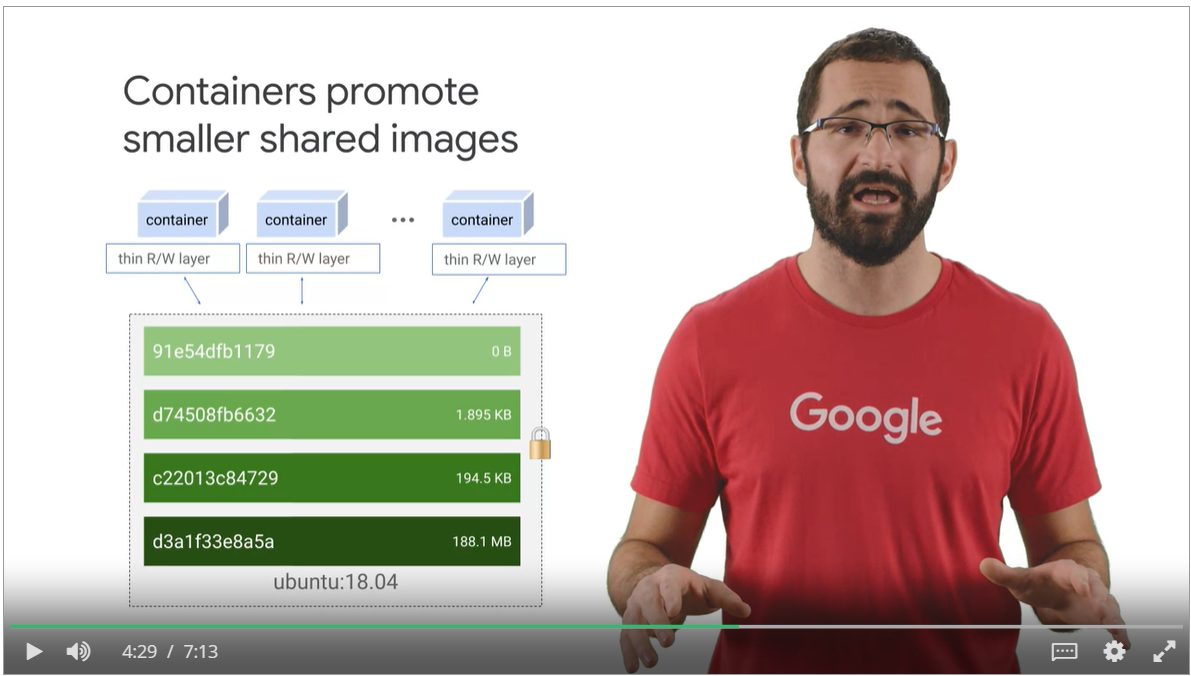 Containers promote
smaller shared images
container
container
container
thin R/W layer
thin R/W layer
thin R/W layer
91e54dfb1179 0 B
d74508fb6632 1.895 KB
c22013c84729 194.5 KB
d3a1f33e8a5a 188.1 MB
ubuntu:18.04
Google
4:29 / 7:13